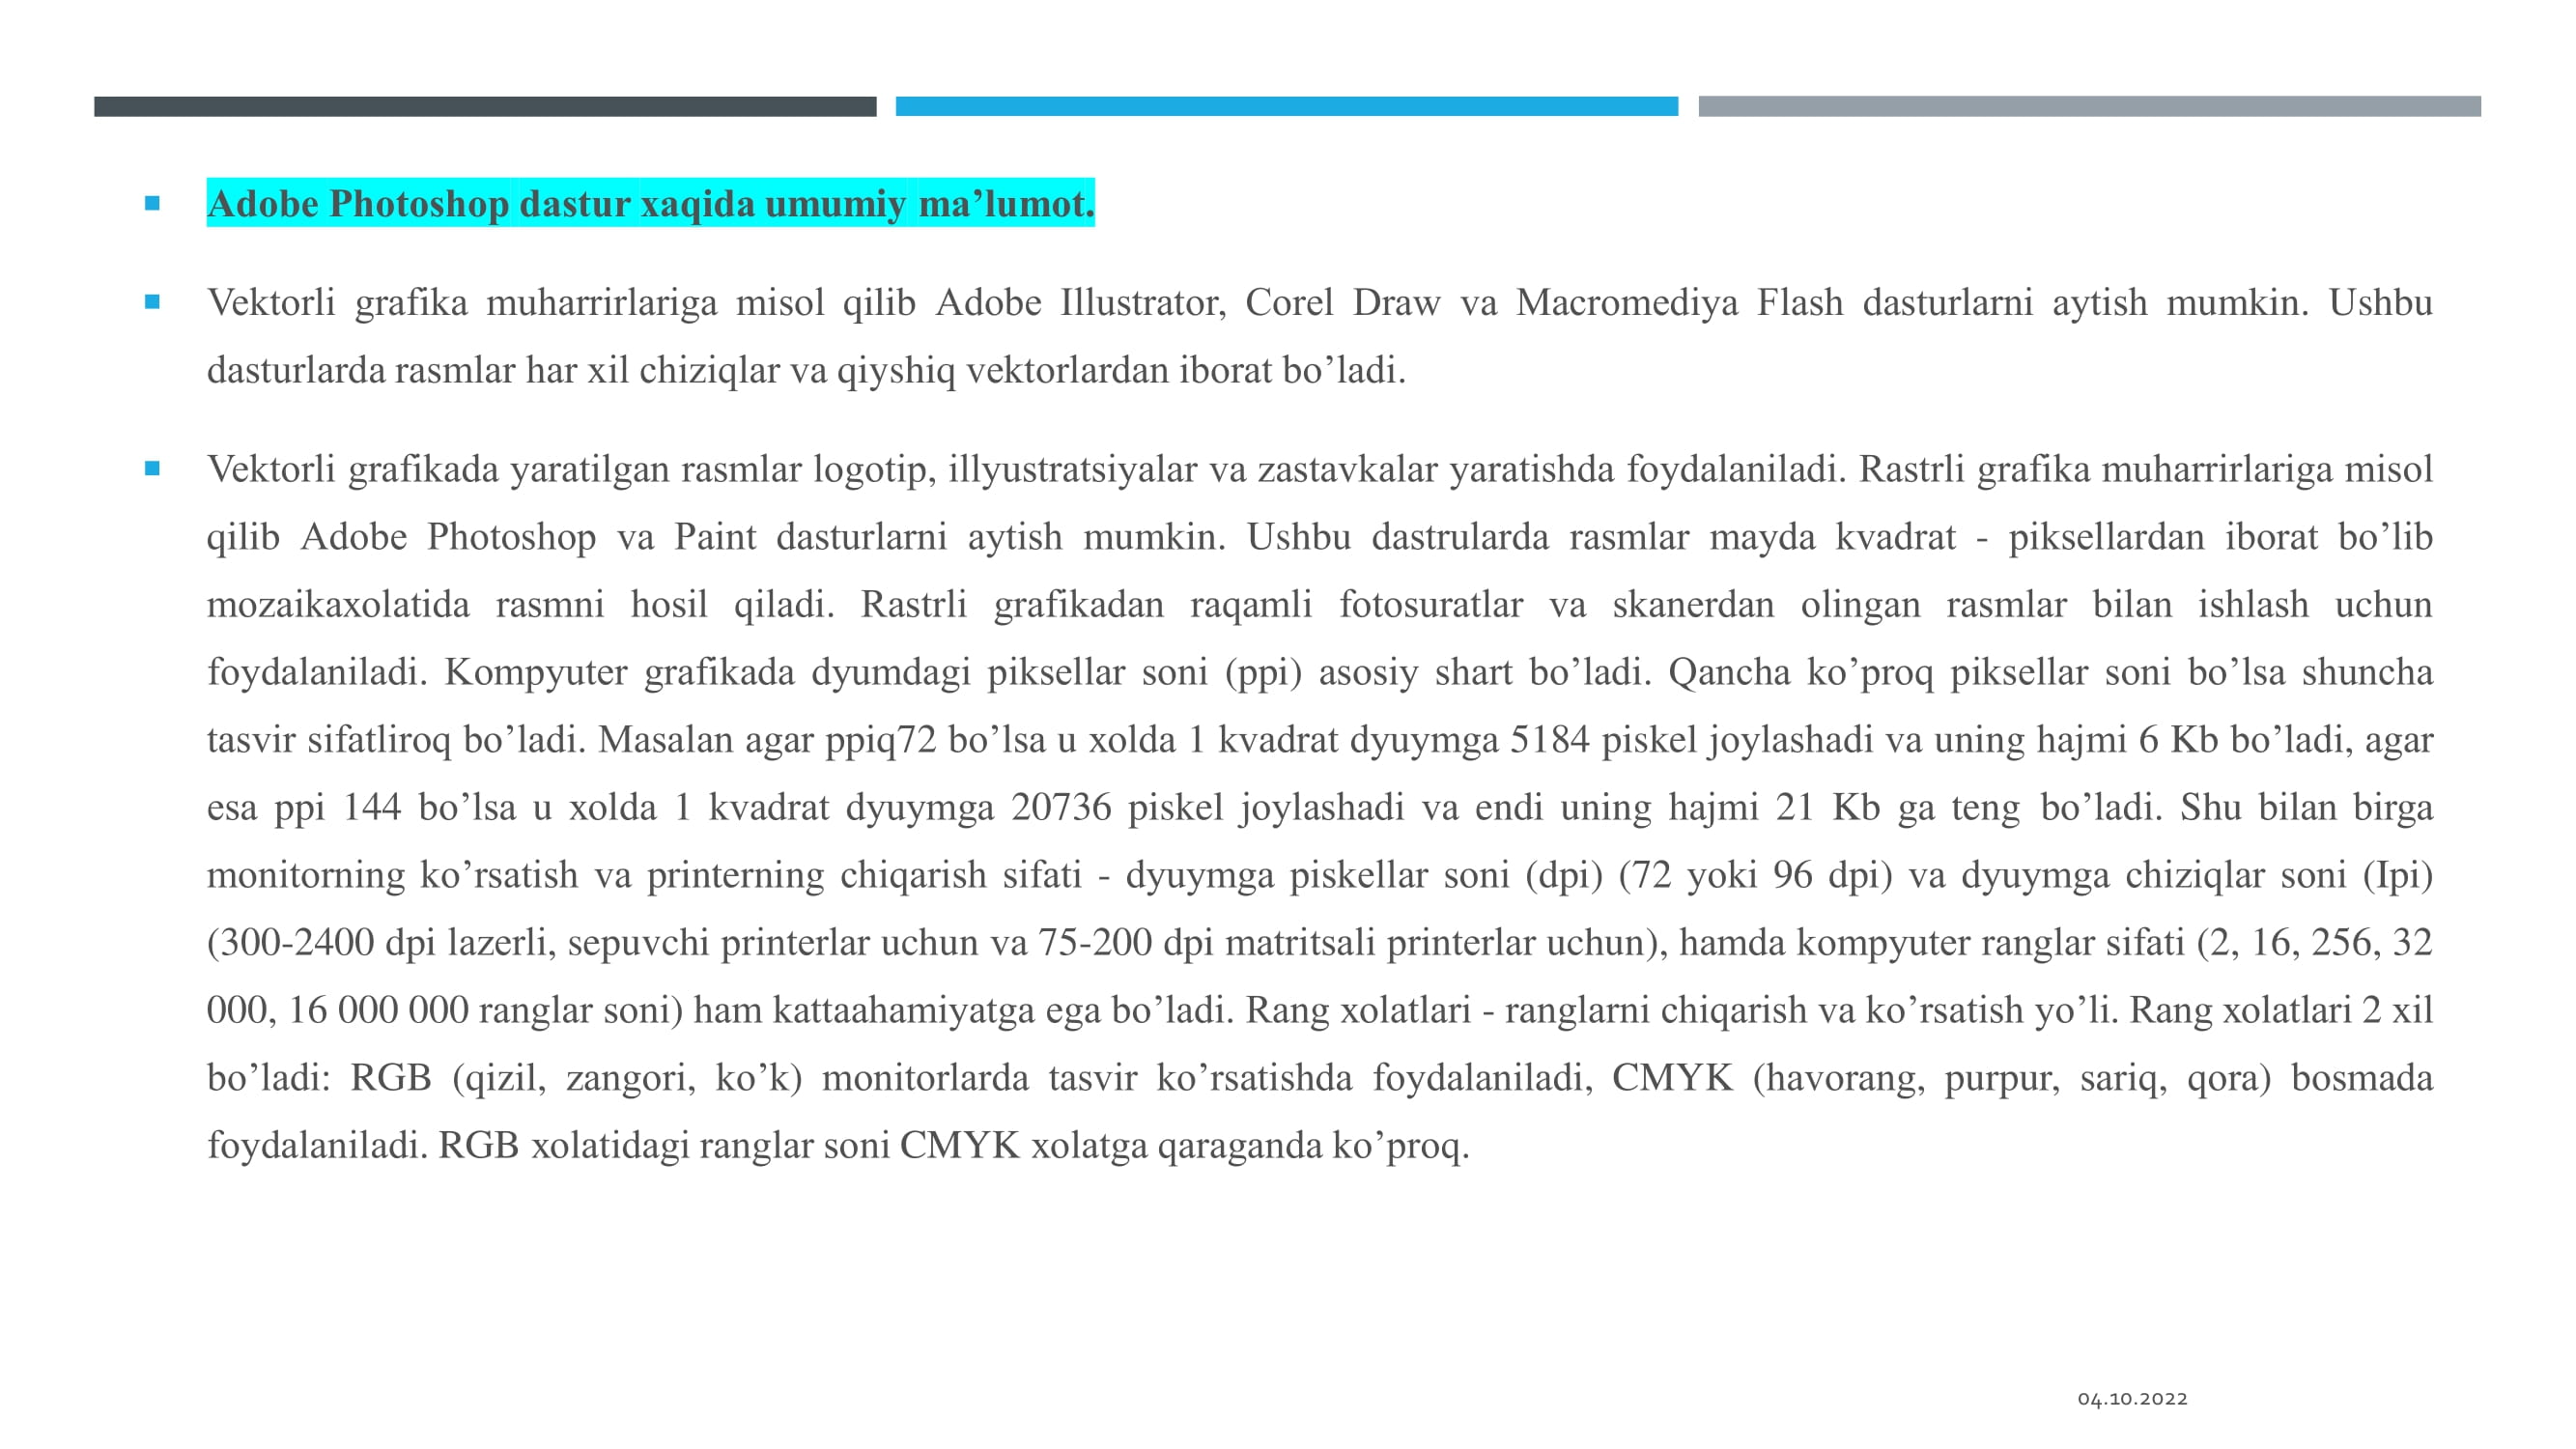 Adobe Photoshop dastur xaqida umumiy ma’lumot.
Vektorli grafika muharrirlariga misol qilib Adobe Illustrator, Corel Draw va Macromediya Flash dasturlarni aytish mumkin. Ushbu
dasturlarda rasmlar har xil chiziqlar va qiyshiq vektorlardan iborat bo’ladi.
Vektorli grafikada yaratilgan rasmlar logotip, illyustratsiyalar va zastavkalar yaratishda foydalaniladi. Rastrli grafika muharrirlariga misol
qilib Adobe Photoshop va Paint dasturlarni aytish mumkin. Ushbu dastrularda rasmlar mayda kvadrat - piksellardan iborat bo’lib
mozaikaxolatida rasmni hosil qiladi. Rastrli grafikadan raqamli fotosuratlar va skanerdan olingan rasmlar bilan ishlash uchun
foydalaniladi. Kompyuter grafikada dyumdagi piksellar soni (ppi) asosiy shart bo’ladi. Qancha ko’proq piksellar soni bo’lsa shuncha
tasvir sifatliroq bo’ladi. Masalan agar ppiq72 bo’lsa u xolda 1 kvadrat dyuymga 5184 piskel joylashadi va uning hajmi 6 Kb bo’ladi, agar
esa ppi 144 bo’lsa u xolda 1 kvadrat dyuymga 20736 piskel joylashadi va endi uning hajmi 21 Kb ga teng bo’ladi. Shu bilan birga
monitorning ko’rsatish va printerning chiqarish sifati - dyuymga piskellar soni (dpi) (72 yoki 96 dpi) va dyuymga chiziqlar soni (Ipi)
(300-2400 dpi lazerli, sepuvchi printerlar uchun va 75-200 dpi matritsali printerlar uchun), hamda kompyuter ranglar sifati (2, 16, 256, 32
000, 16 000 000 ranglar soni) ham kattaahamiyatga ega bo’ladi. Rang xolatlari - ranglarni chiqarish va ko’rsatish yo’li. Rang xolatlari 2 xil
bo’ladi: RGB (qizil, zangori, ko’k) monitorlarda tasvir ko’rsatishda foydalaniladi, CMYK (havorang, purpur, sariq, qora) bosmada
foydalaniladi. RGB xolatidagi ranglar soni CMYK xolatga qaraganda ko’proq.
04.10.2022